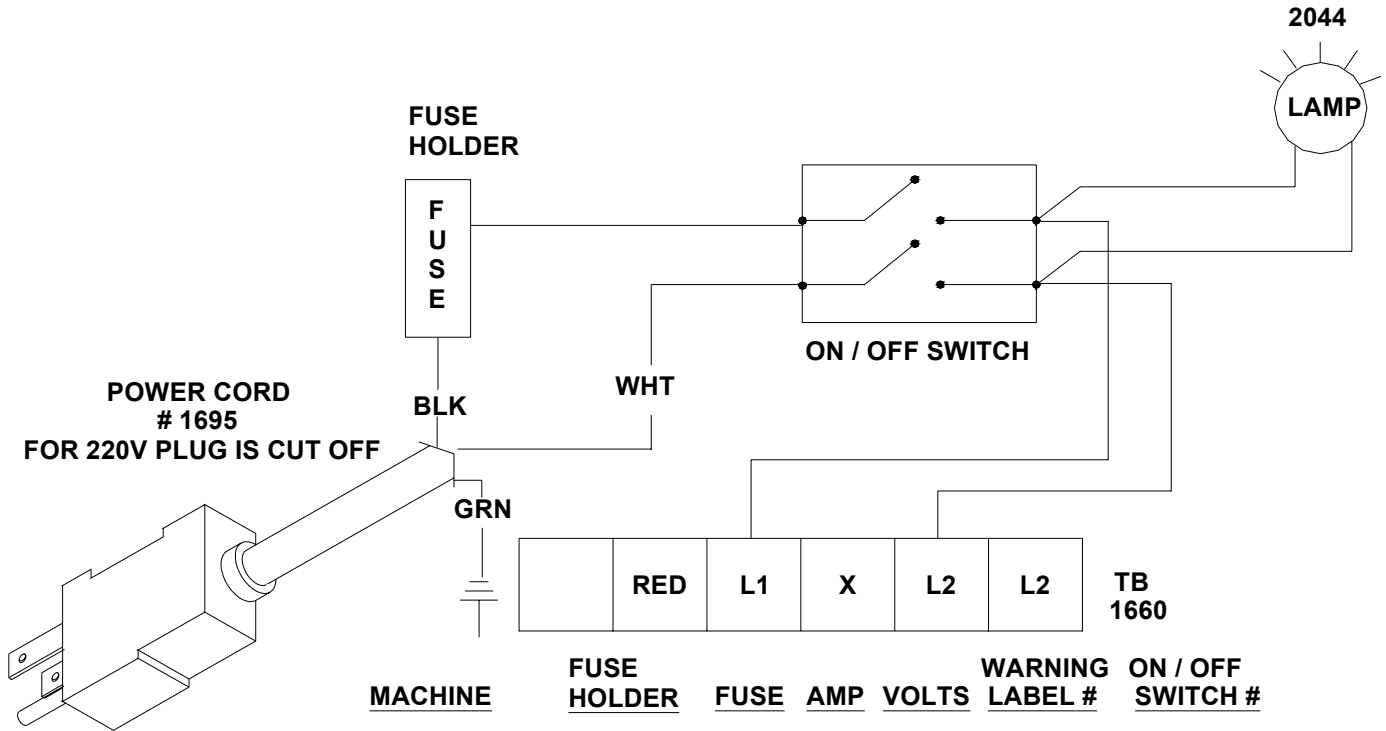 2044
LAMP
FUSE
HOLDER
F
U
S
E
ON / OFF SWITCH
WHT
BLK
POWER CORD
# 1695
FOR 220V PLUG IS CUT OFF
GRN
RED L1 X L2 L2
TB
1660
MACHINE
FUSE
HOLDER
FUSE
AMP
VOLTS
WARNING
LABEL #
ON / OFF
SWITCH #